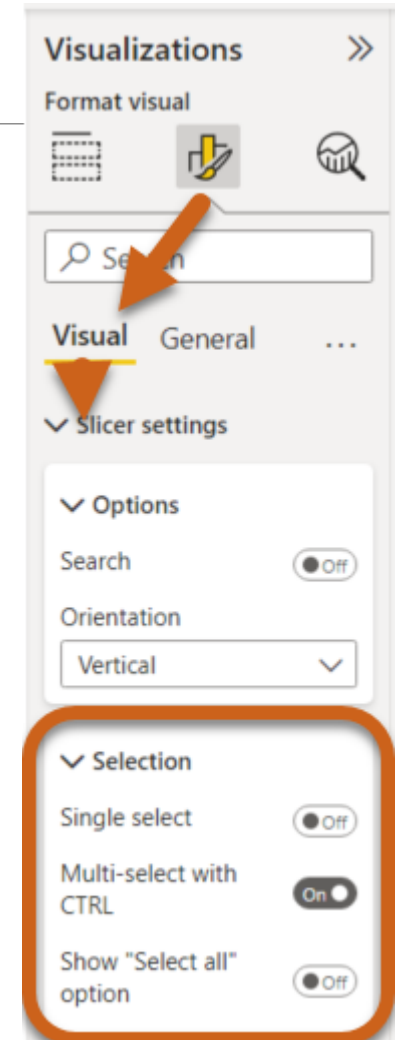 Visualizations
Format visual
Visual General ...
Slicer settings
Options
Search Off
Orientation
Vertical
Selection
Single select Off
Multi-select with
CTRL On
Show "Select all"
option Off